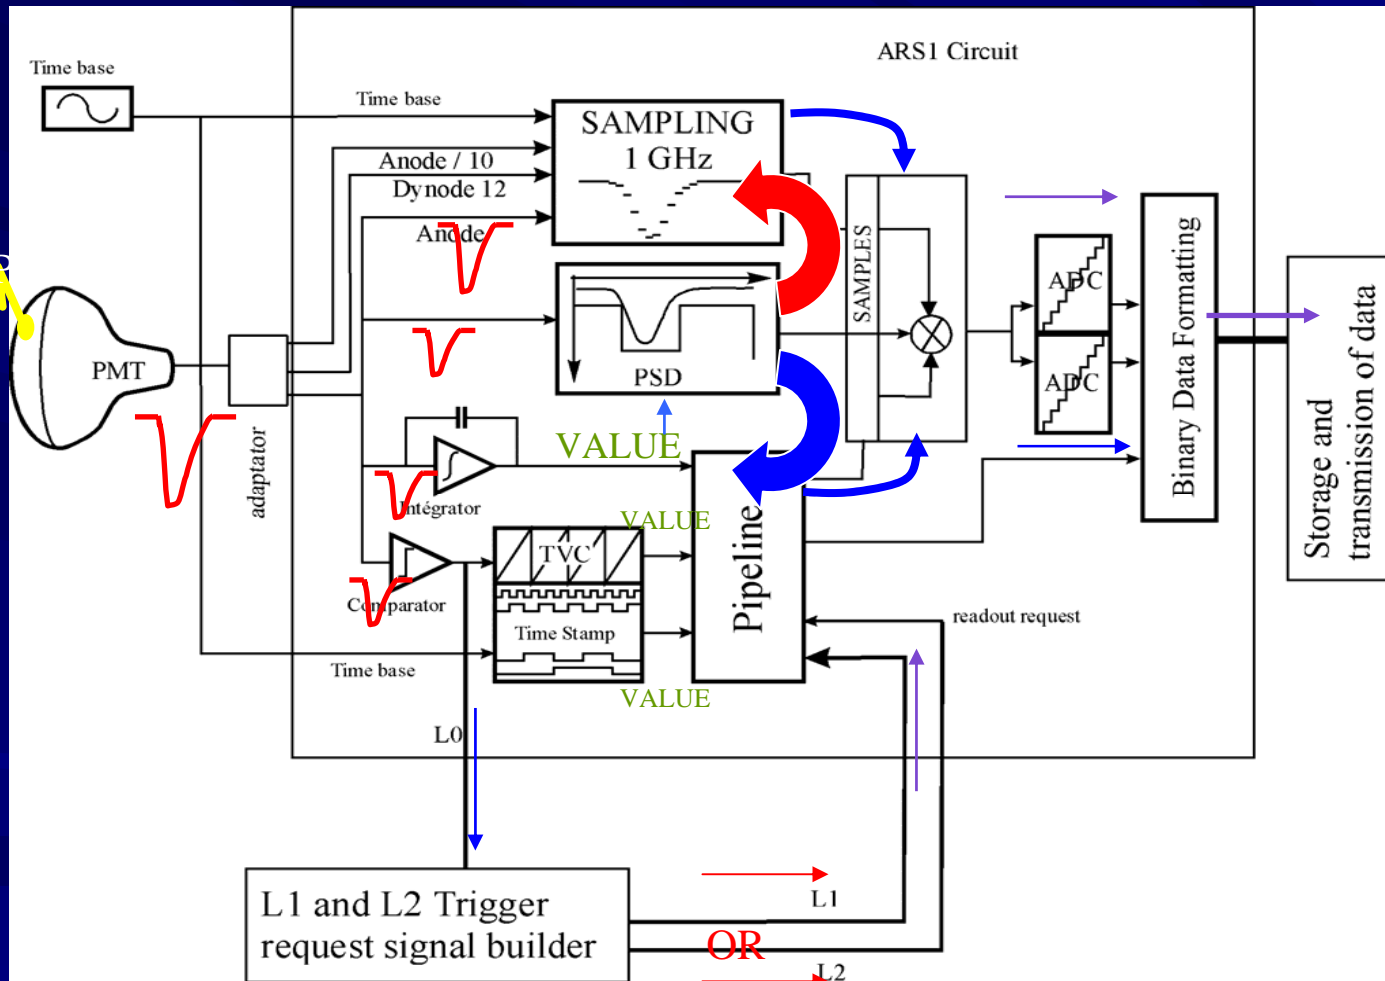 ARS1 Circuit
Time base
Time base
SAMPLING
1 GHz
Anode / 10
Dynode 12
Anode
SAMPLES
ADC
ADC
Binary Data Formatting
Storage and
transmission of data
PMT
adaptator
PSD
VALUE
Intégrator
VALUE
TVC
Comparator
Time Stamp
Pipeline
readout request
Time base
VALUE
L0
L1 and L2 Trigger
request signal builder
L1
OR
L2